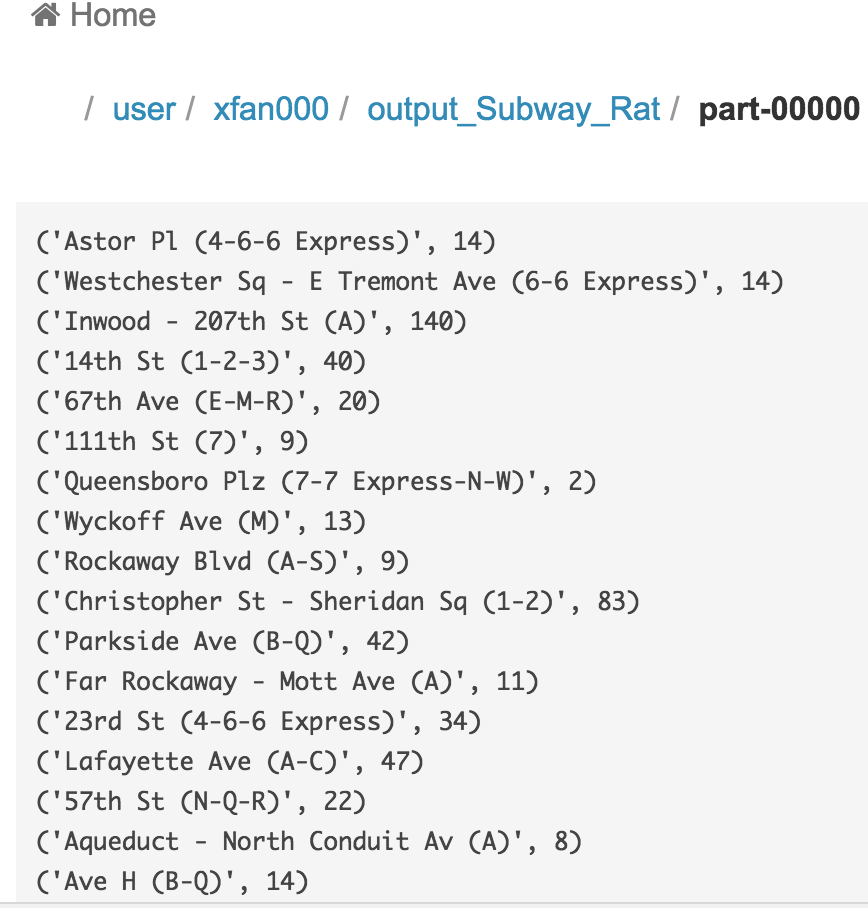 Home
/ user / xfan000 / output_Subway_Rat / part-00000
('Astor Pl (4-6-6 Express)', 14)
('Westchester Sq - E Tremont Ave (6-6 Express)', 14)
('Inwood - 207th St (A)', 140)
('14th St (1-2-3)', 40)
('67th Ave (E-M-R)', 20)
('111th St (7)', 9)
('Queensboro Plz (7-7 Express-N-W)', 2)
('Wyckoff Ave (M)', 13)
('Rockaway Blvd (A-S)', 9)
('Christopher St - Sheridan Sq (1-2)', 83)
('Parkside Ave (B-Q)', 42)
('Far Rockaway - Mott Ave (A)', 11)
('23rd St (4-6-6 Express)', 34)
('Lafayette Ave (A-C)', 47)
('57th St (N-Q-R)', 22)
('Aqueduct - North Conduit Av (A)', 8)
('Ave H (B-Q)', 14)